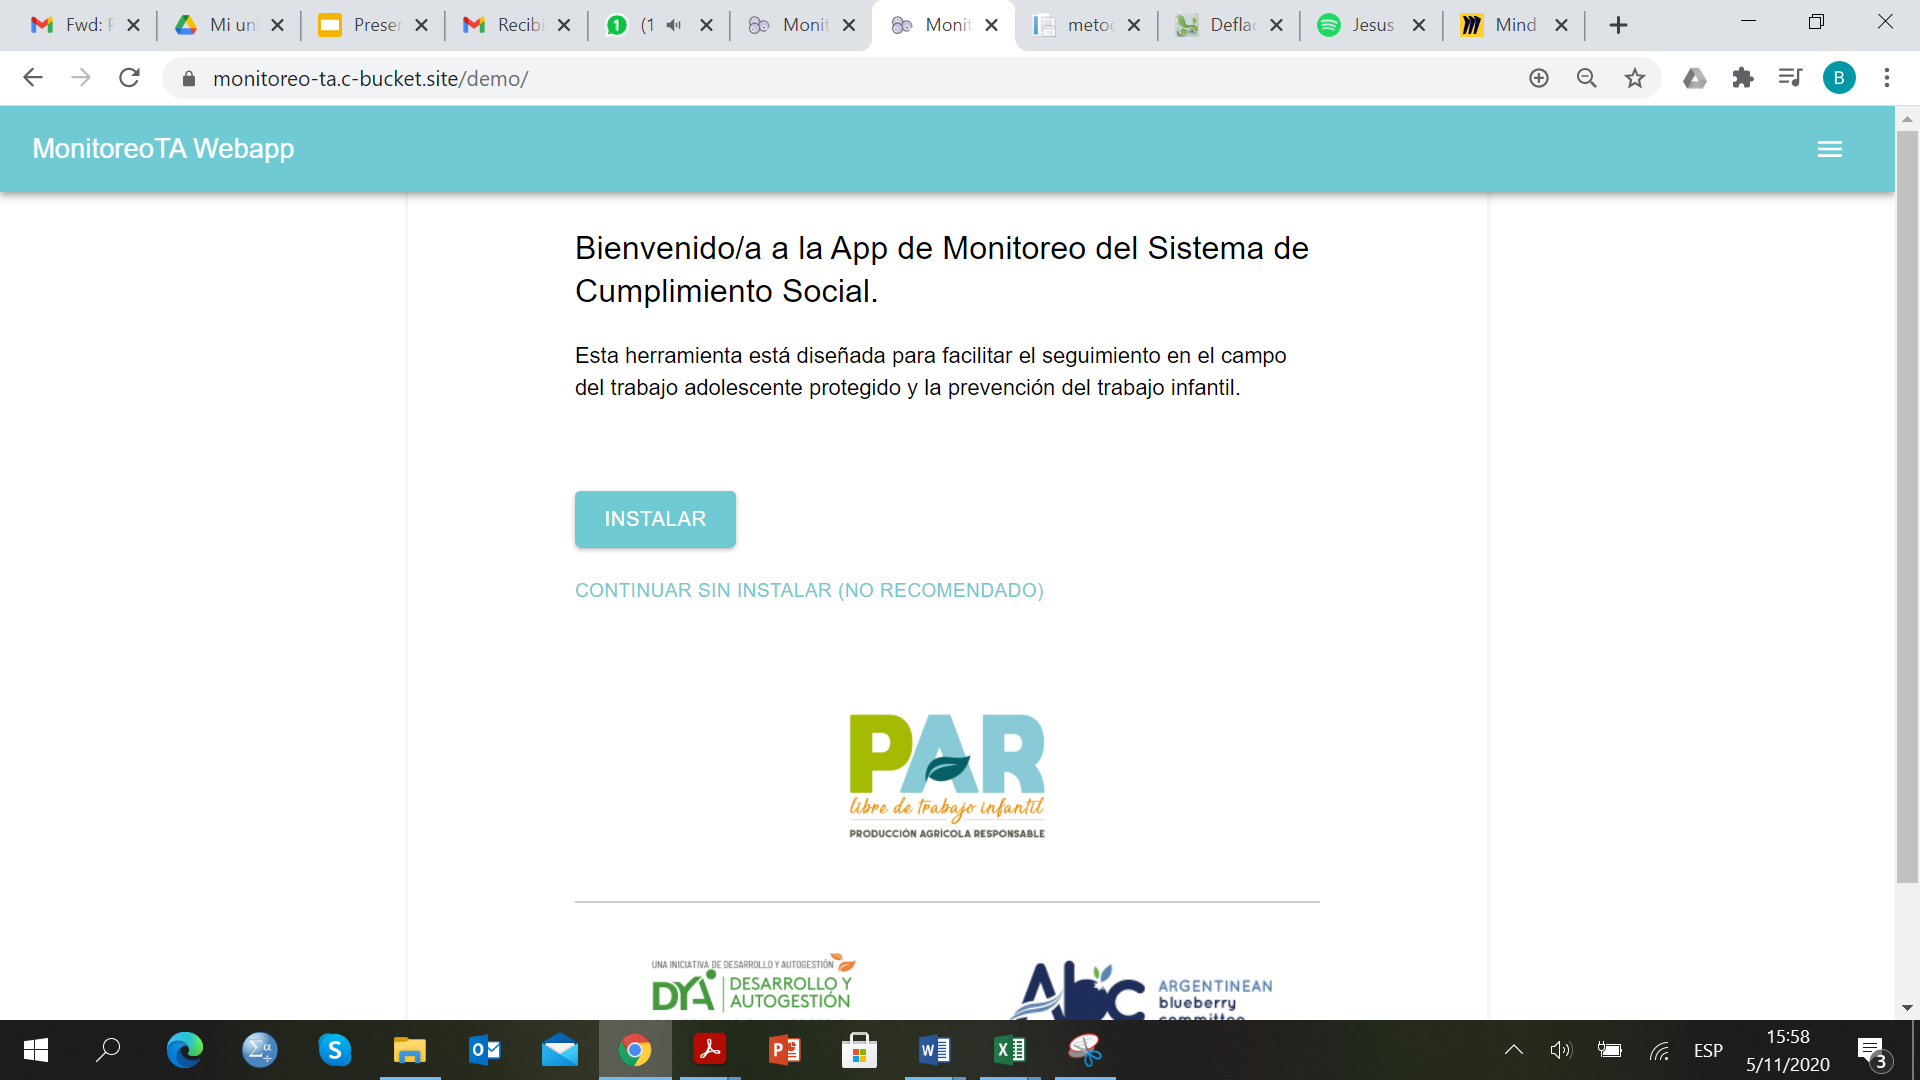 Fwd: F
Mi uni
Preser
Recibi
(1
Monit
Monit
metoc
Deflac
Jesus
Mind
monitoreo-ta.c-bucket.site/demo/
B
MonitoreoTA Webapp
Bienvenido/a a la App de Monitoreo del Sistema de
Cumplimiento Social.
Esta herramienta está diseñada para facilitar el seguimiento en el campo
del trabajo adolescente protegido y la prevención del trabajo infantil.
INSTALAR
CONTINUAR SIN INSTALAR (NO RECOMENDADO)
PAR
libre de trabajo infantil
PRODUCCIÓN AGRÍCOLA RESPONSABLE
UNA INICIATIVA DE DESARROLLO Y AUTOGESTIÓN
DYA DESARROLLO Y
AUTOGESTIÓN
Abc ARGENTINEAN
blueberry
committee
ESP
15:58
5/11/2020
3